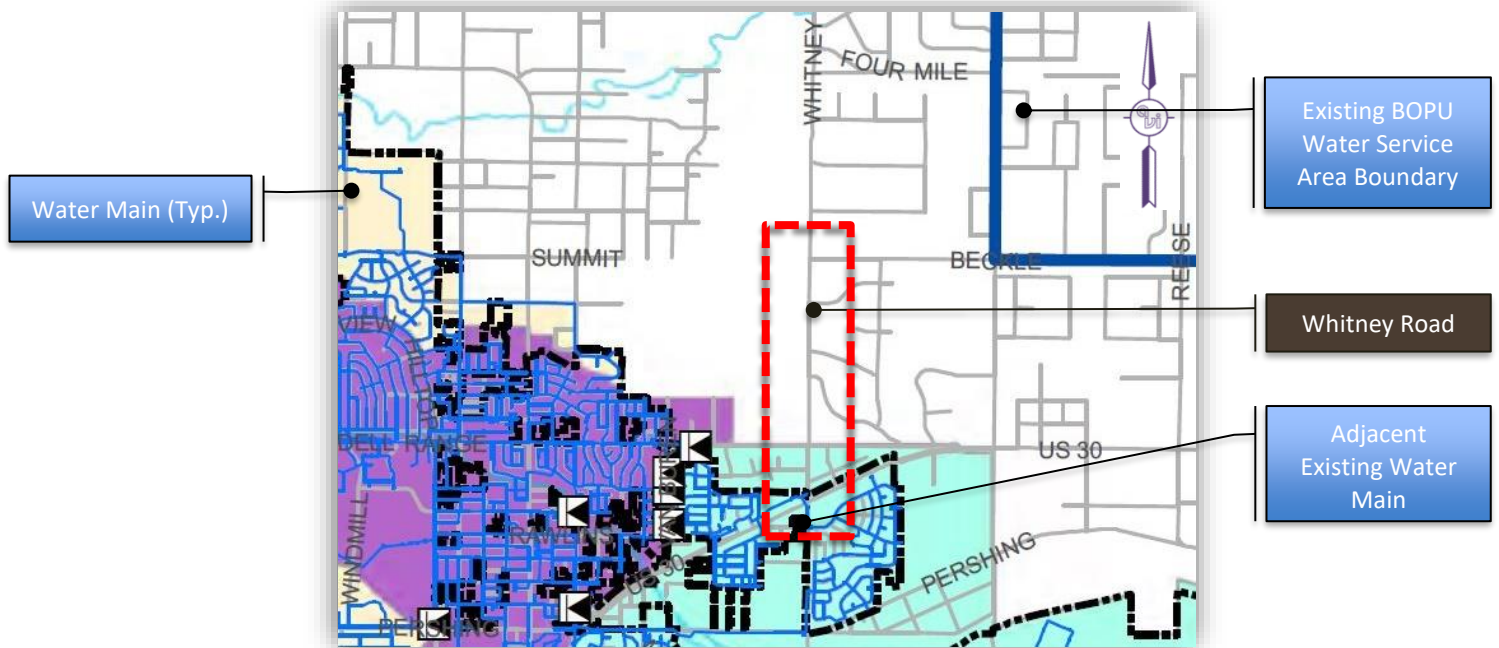 WHITNEY
FOUR MILE
Existing BOPU
Water Service
Area Boundary
Water Main (Typ.)
SUMMIT
BECKLE
REESE
Whitney Road
VIEW
HILLTOP
DELL RANGE
US 30
Adjacent
Existing Water
Main
WINDMILL
RAWLINS
US 30
PERSHING
PERSHING